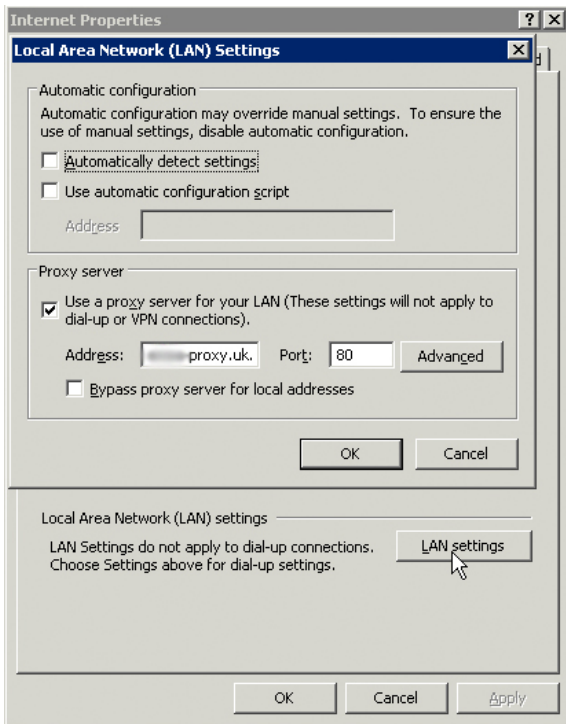 Internet Properties
Local Area Network (LAN) Settings
Automatic configuration
Automatic configuration may override manual settings. To ensure the
use of manual settings, disable automatic configuration.
Automatically detect settings
Use automatic configuration script
Address
Proxy server
Use a proxy server for your LAN (These settings will not apply to
dial-up or VPN connections).
Address: proxy.uk. Port: 80 Advanced
Bypass proxy server for local addresses
OK Cancel
Local Area Network (LAN) settings
LAN Settings do not apply to dial-up connections.
Choose Settings above for dial-up settings.
LAN settings
OK Cancel Apply